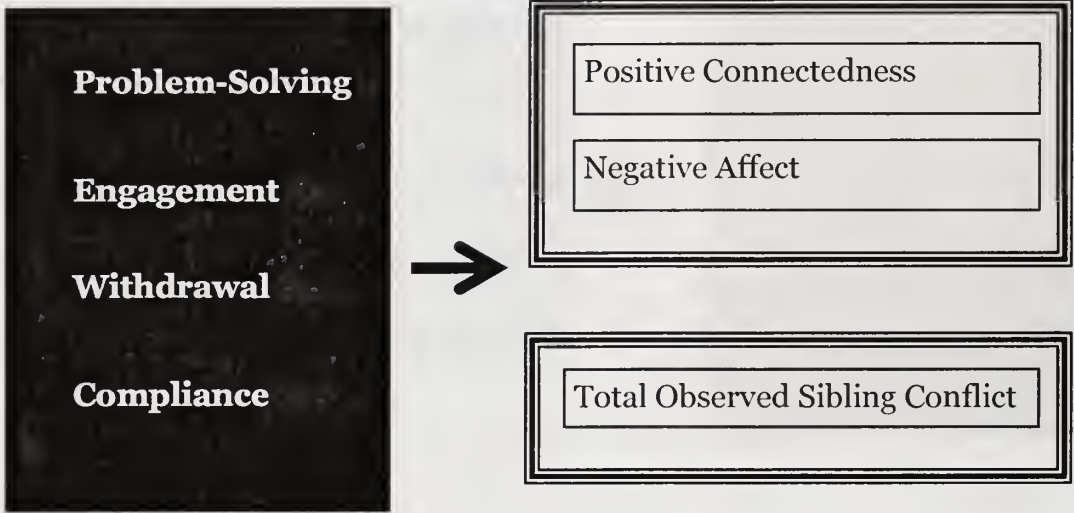 Problem-Solving
Engagement
Withdrawal
Compliance
Positive Connectedness
Negative Affect
Total Observed Sibling Conflict